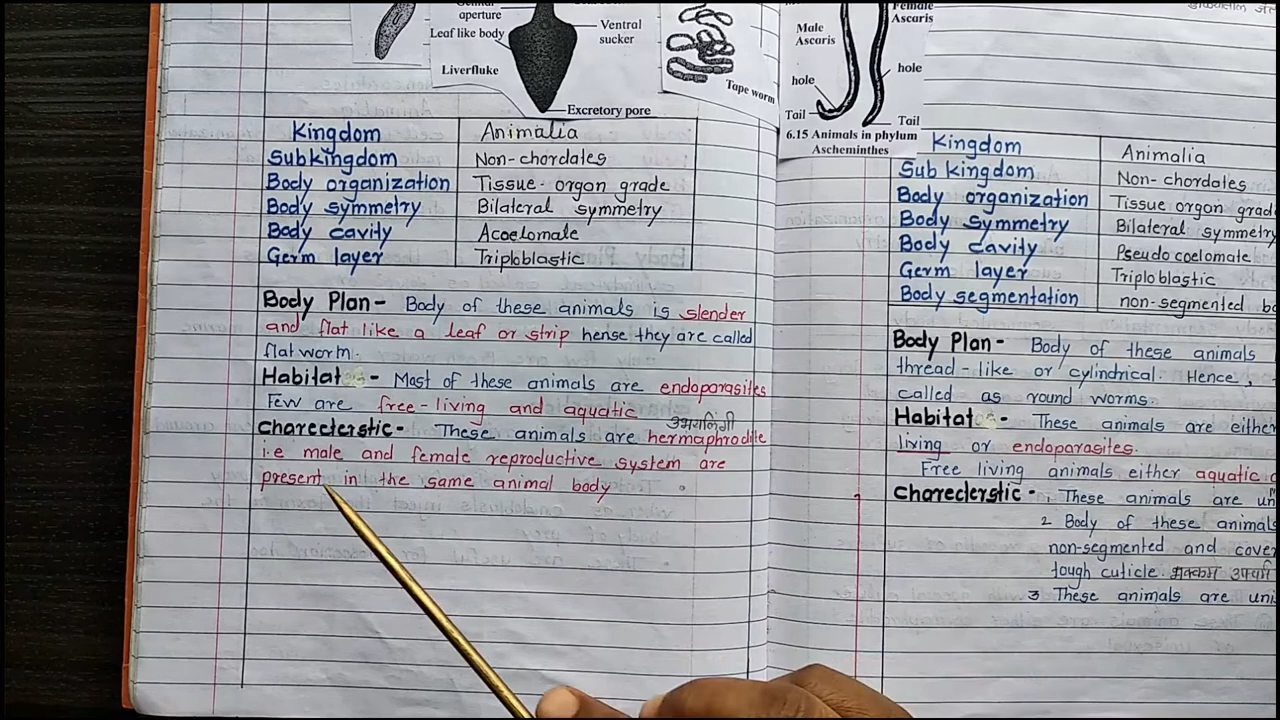 aperture
Leaf like body
Ventral
sucker
Liverfluke
Excretory pore
Tape worm
Female
Ascaris
Male
Ascaris
hole
hole
Tail
Tail
6.15 Animals in phylum
Ascheminthes
Kingdom Animalia
Subkingdom Non-chordates
Body organization Tissue-organ grade
Body symmetry Bilateral symmetry
Body cavity Acoelomate
Germ layer Triploblastic
Body Plan- Body of these animals is slender
and flat like a leaf or strip hense they are called
flatworm.
Habitat - Most of these animals are endoparasites
Few are free-living and aquatic
उभयलिंगी
Charecterstic- These animals are hermaphrodite
i.e male and female reproductive system are
present in the same animal body
Kingdom Animalia
Sub kingdom Non-chordates
Body organization Tissue organ grad
Body Symmetry Bilateral symmetry
Body cavity Pseudo coelomate
Germ layer Triploblastic
Body segmentation non-segmented bo
Body Plan- Body of these animals
thread-like or cylindrical. Hence,
called as round worms.
Habitat - These animals are either
living or endoparasites.
Free living animals either aquatic
Charecterstic- 1. These animals are un
2 Body of these animals
non-segmented and cover
tough cuticle.
3 These animals are uni